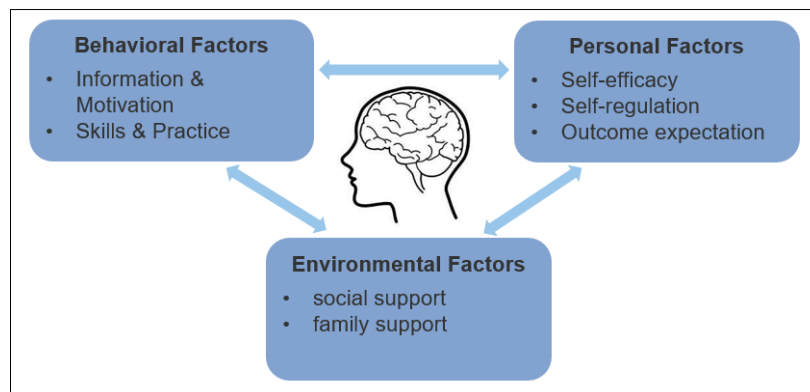 Behavioral Factors
• Information &
Motivation
• Skills & Practice
Personal Factors
• Self-efficacy
• Self-regulation
• Outcome expectation
Environmental Factors
• social support
• family support